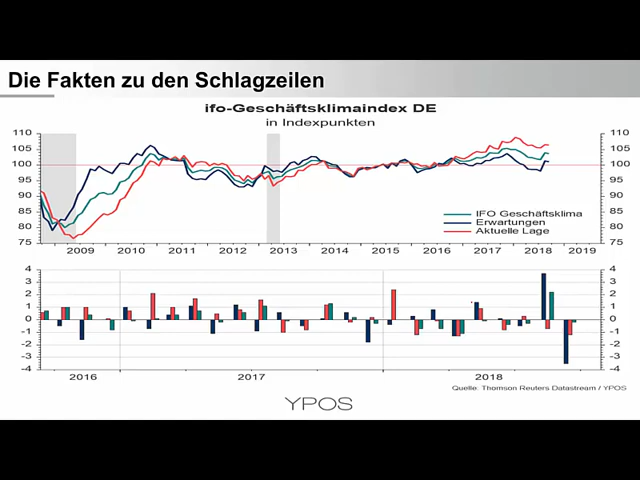 Die Fakten zu den Schlagzeilen
ifo-Geschäftsklimaindex DE
in Indexpunkten
110 110
105 105
100 100
95 95
90 90
85 85
80 80
75 75
IFO Geschäftsklima
Erwartungen
Aktuelle Lage
2009 2010 2011 2012 2013 2014 2015 2016 2017 2018 2019
4 4
3 3
2 2
1 1
0 0
-1 -1
-2 -2
-3 -3
-4 -4
2016 2017 2018
Quelle: Thomson Reuters Datastream / YPOS
YPOS